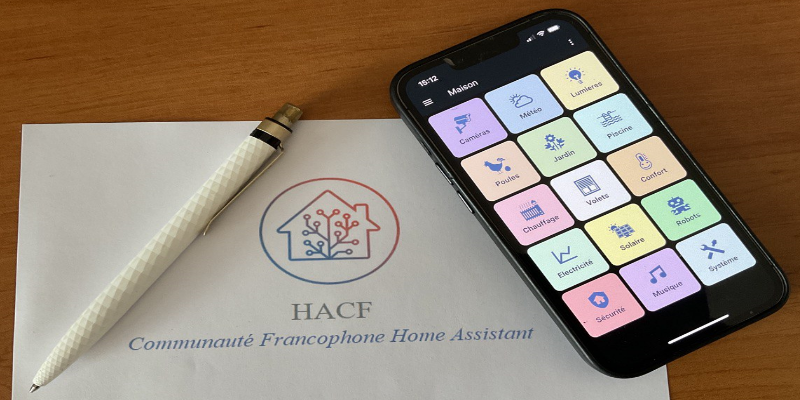 HACF
Communauté Francophone Home Assistant
15:12
Maison
Caméras
Météo
Lumieres
Poules
Jardin
Piscine
Chauffage
Volets
Confort
Electricité
Solaire
Robots
Sécurité
Musique
Système